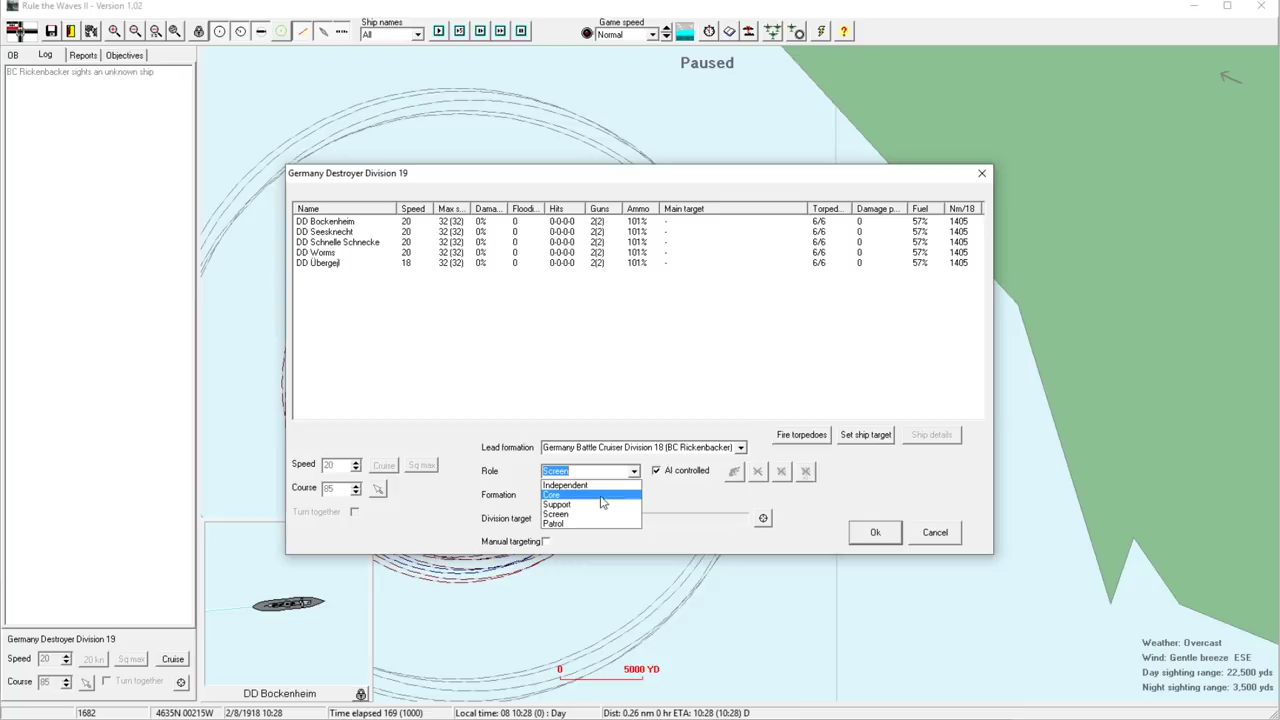 Rule the Waves II - Version 1.02
Ship names
All
Game speed
Normal
OB Log Reports Objectives
BC Rickenbacker sights an unknown ship
Paused
Germany Destroyer Division 19
Name Speed Max s... Dama... Floodi... Hits Guns Ammo Main target Torped... Damage p... Fuel Nm/18
DD Bockenheim 20 32 (32) 0% 0 0-0-0-0 2(2) 101% - 6/6 0 57% 1405
DD Seesknecht 20 32 (32) 0% 0 0-0-0-0 2(2) 101% - 6/6 0 57% 1405
DD Schnelle Schnecke 20 32 (32) 0% 0 0-0-0-0 2(2) 101% - 6/6 0 57% 1405
DD Worms 20 32 (32) 0% 0 0-0-0-0 2(2) 101% - 6/6 0 57% 1405
DD Übergejl 18 32 (32) 0% 0 0-0-0-0 2(2) 101% - 6/6 0 57% 1405
Fire torpedoes Set ship target Ship details
Lead formation Germany Battle Cruiser Division 18 (BC Rickenbacker)
Speed 20 Cruise Sq max
Role Screen AI controlled
Independent
Core
Support
Screen
Patrol
Course 85
Formation
Turn together
Division target
Manual targeting
Ok Cancel
Germany Destroyer Division 19
Speed 20 20 kn Sq max Cruise
Course 85 Turn together
DD Bockenheim
0 5000 YD
Weather: Overcast
Wind: Gentle breeze ESE
Day sighting range: 22,500 yds
Night sighting range: 3,500 yds
1682 4635N 00215W 2/8/1918 10:28 Time elapsed 169 (1000) Local time: 08 10:28 (0) : Day Dist: 0.26 nm 0 hr ETA: 10:28 (10:28) D